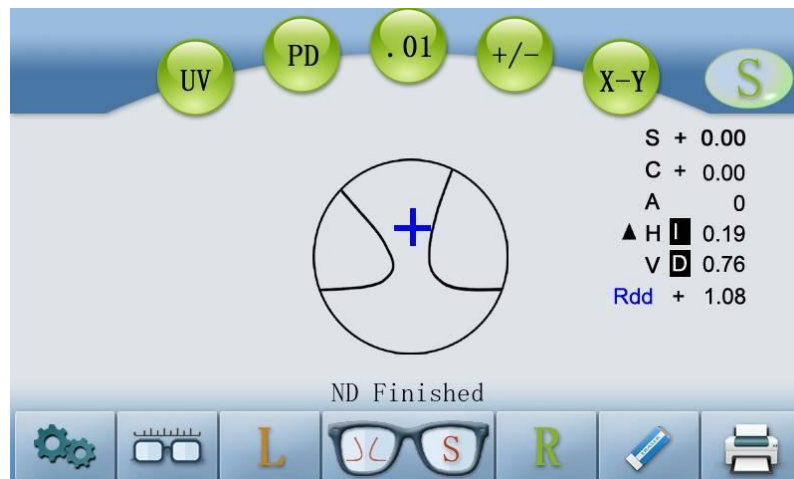 UV
PD
.01
+/-
X-Y
S
S + 0.00
C + 0.00
A 0
▲ H I 0.19
V D 0.76
Rdd + 1.08
ND Finished
L
S
R